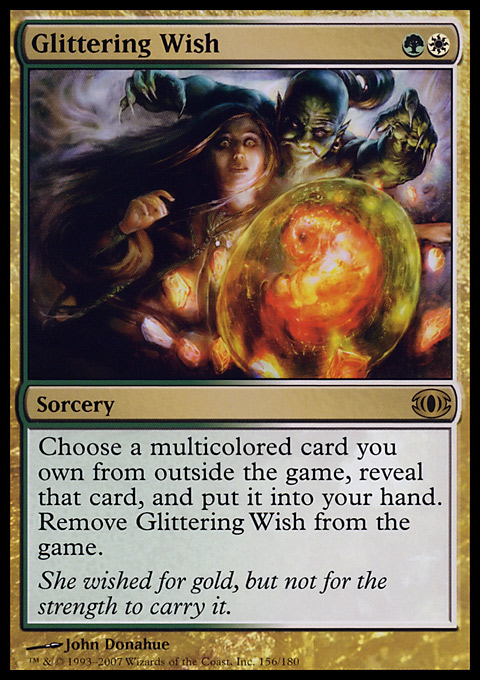 Glittering Wish
Sorcery
Choose a multicolored card you
own from outside the game, reveal
that card, and put it into your hand.
Remove Glittering Wish from the
game.
She wished for gold, but not for the
strength to carry it.
John Donahue
™ & © 1993–2007 Wizards of the Coast, Inc. 156/180